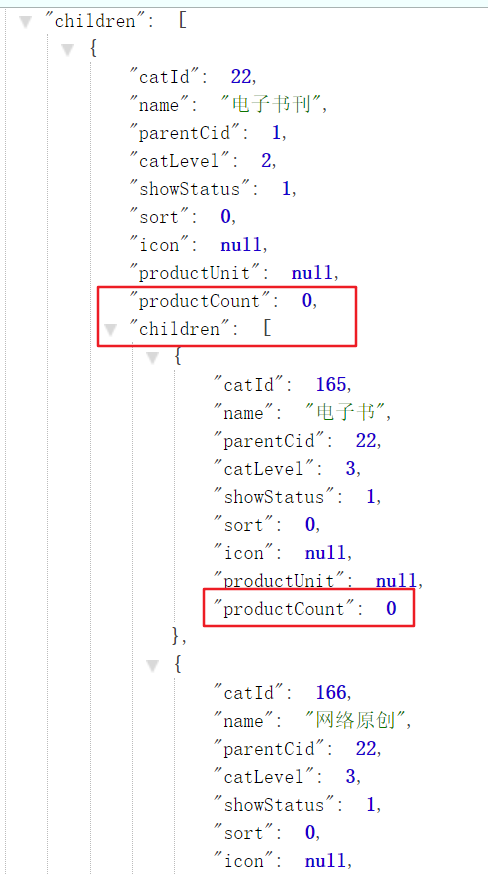 "children": [
{
"catId": 22,
"name": "电子书刊",
"parentCid": 1,
"catLevel": 2,
"showStatus": 1,
"sort": 0,
"icon": null,
"productUnit": null,
"productCount": 0,
"children": [
{
"catId": 165,
"name": "电子书",
"parentCid": 22,
"catLevel": 3,
"showStatus": 1,
"sort": 0,
"icon": null,
"productUnit": null,
"productCount": 0
},
{
"catId": 166,
"name": "网络原创",
"parentCid": 22,
"catLevel": 3,
"showStatus": 1,
"sort": 0,
"icon": null,